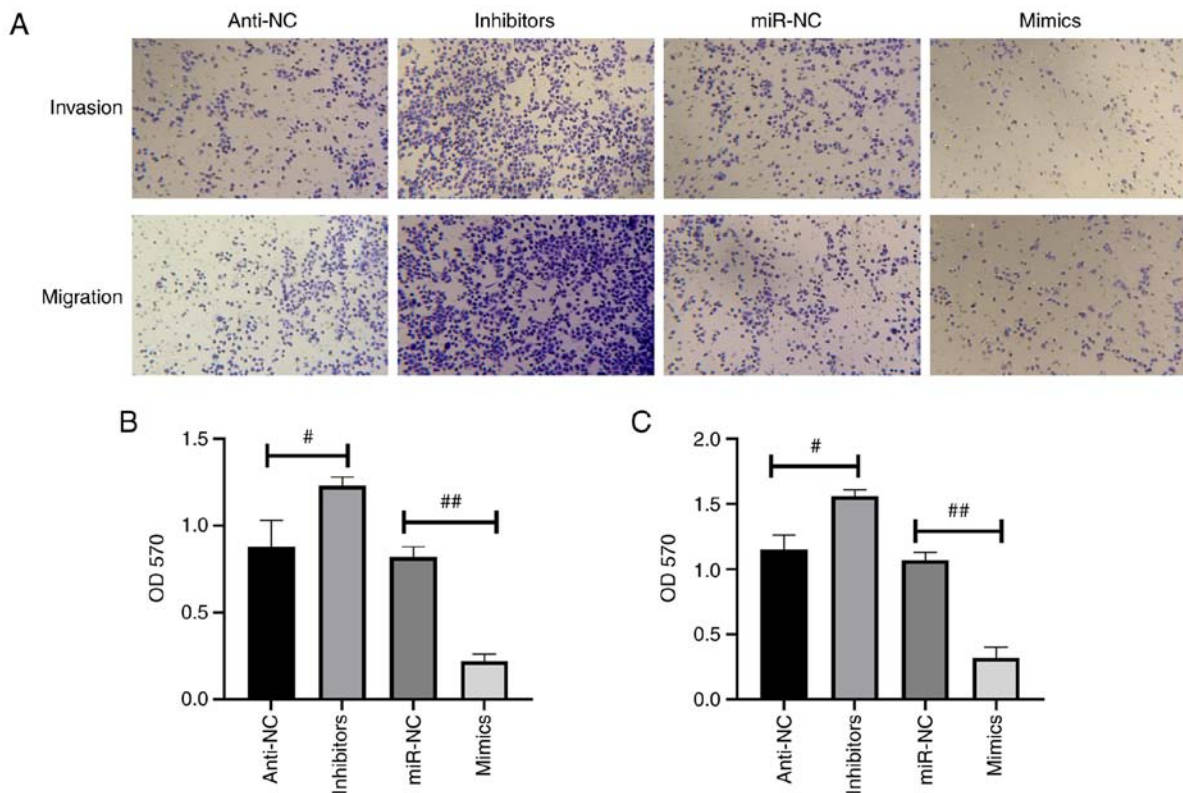 A
Anti-NC Inhibitors miR-NC Mimics
Invasion
Migration
B
OD 570
1.5
1.0
0.5
0.0
#
##
Anti-NC
Inhibitors
miR-NC
Mimics
C
OD 570
2.0
1.5
1.0
0.5
0.0
#
##
Anti-NC
Inhibitors
miR-NC
Mimics